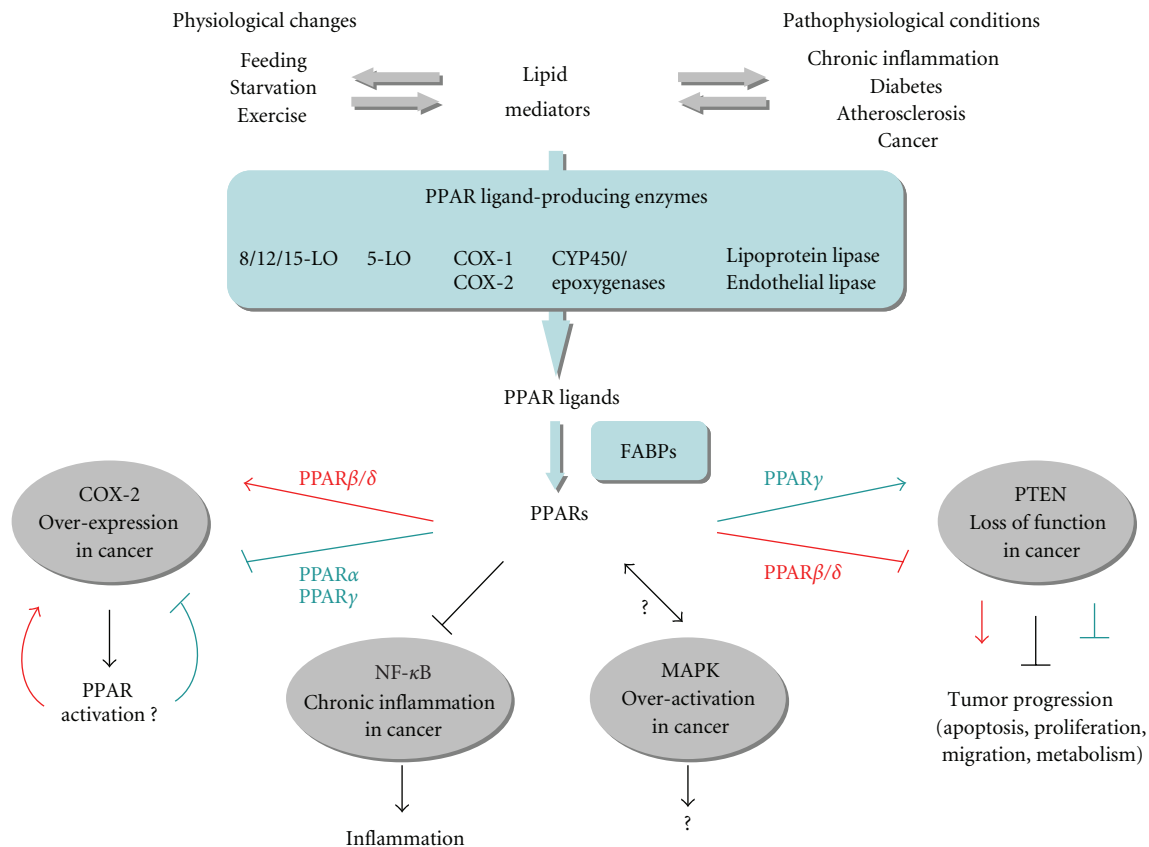 Physiological changes
Pathophysiological conditions
Feeding
Starvation
Exercise
Lipid
mediators
Chronic inflammation
Diabetes
Atherosclerosis
Cancer
PPAR ligand-producing enzymes
8/12/15-LO
5-LO
COX-1
COX-2
CYP450/
epoxygenases
Lipoprotein lipase
Endothelial lipase
PPAR ligands
FABPs
PPARs
PPARβ/δ
PPARα
PPARγ
PPARγ
PPARβ/δ
COX-2
Over-expression
in cancer
PPAR
activation ?
NF-κB
Chronic inflammation
in cancer
Inflammation
?
MAPK
Over-activation
in cancer
?
PTEN
Loss of function
in cancer
Tumor progression
(apoptosis, proliferation,
migration, metabolism)